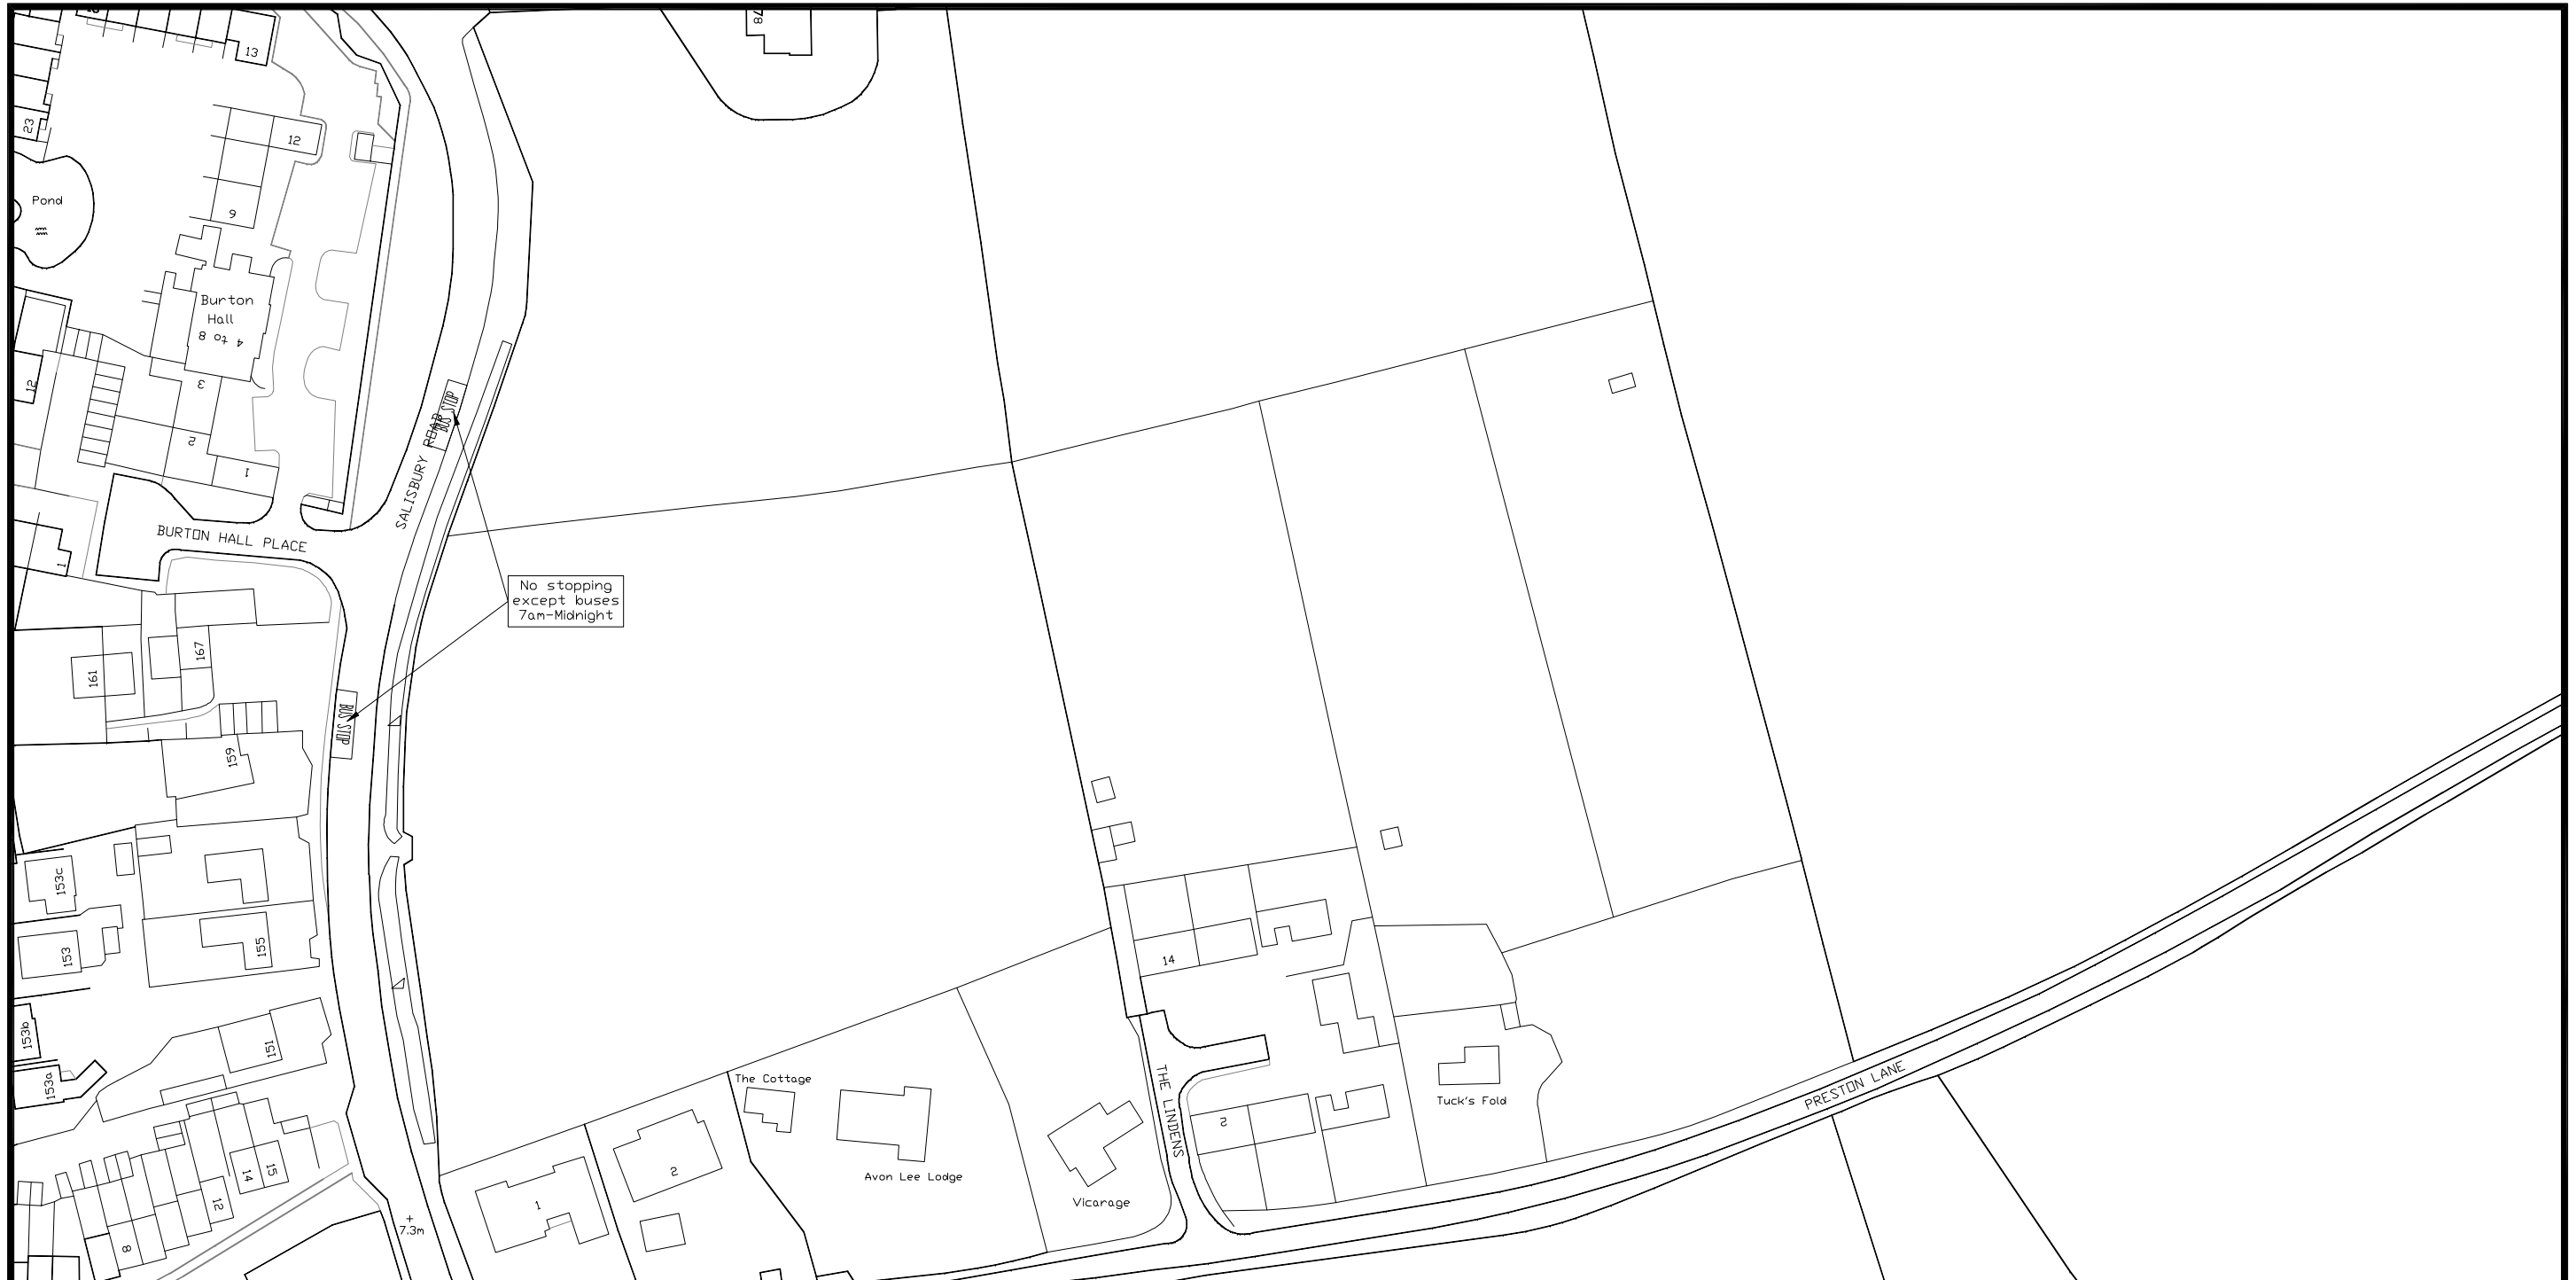 78
13
12
23
9
Pond
Burton
Hall
4 to 8
3
12
2
1
SALISBURY ROAD
BUS STOP
BURTON HALL PLACE
1
No stopping
except buses
7am-Midnight
167
161
BUS STOP
159
153c
155
153
14
153b
151
153a
The Cottage
Avon Lee Lodge
Vicarage
THE LINDENS
2
Tuck's Fold
PRESTON LANE
15
14
12
8
7.3m
1
2